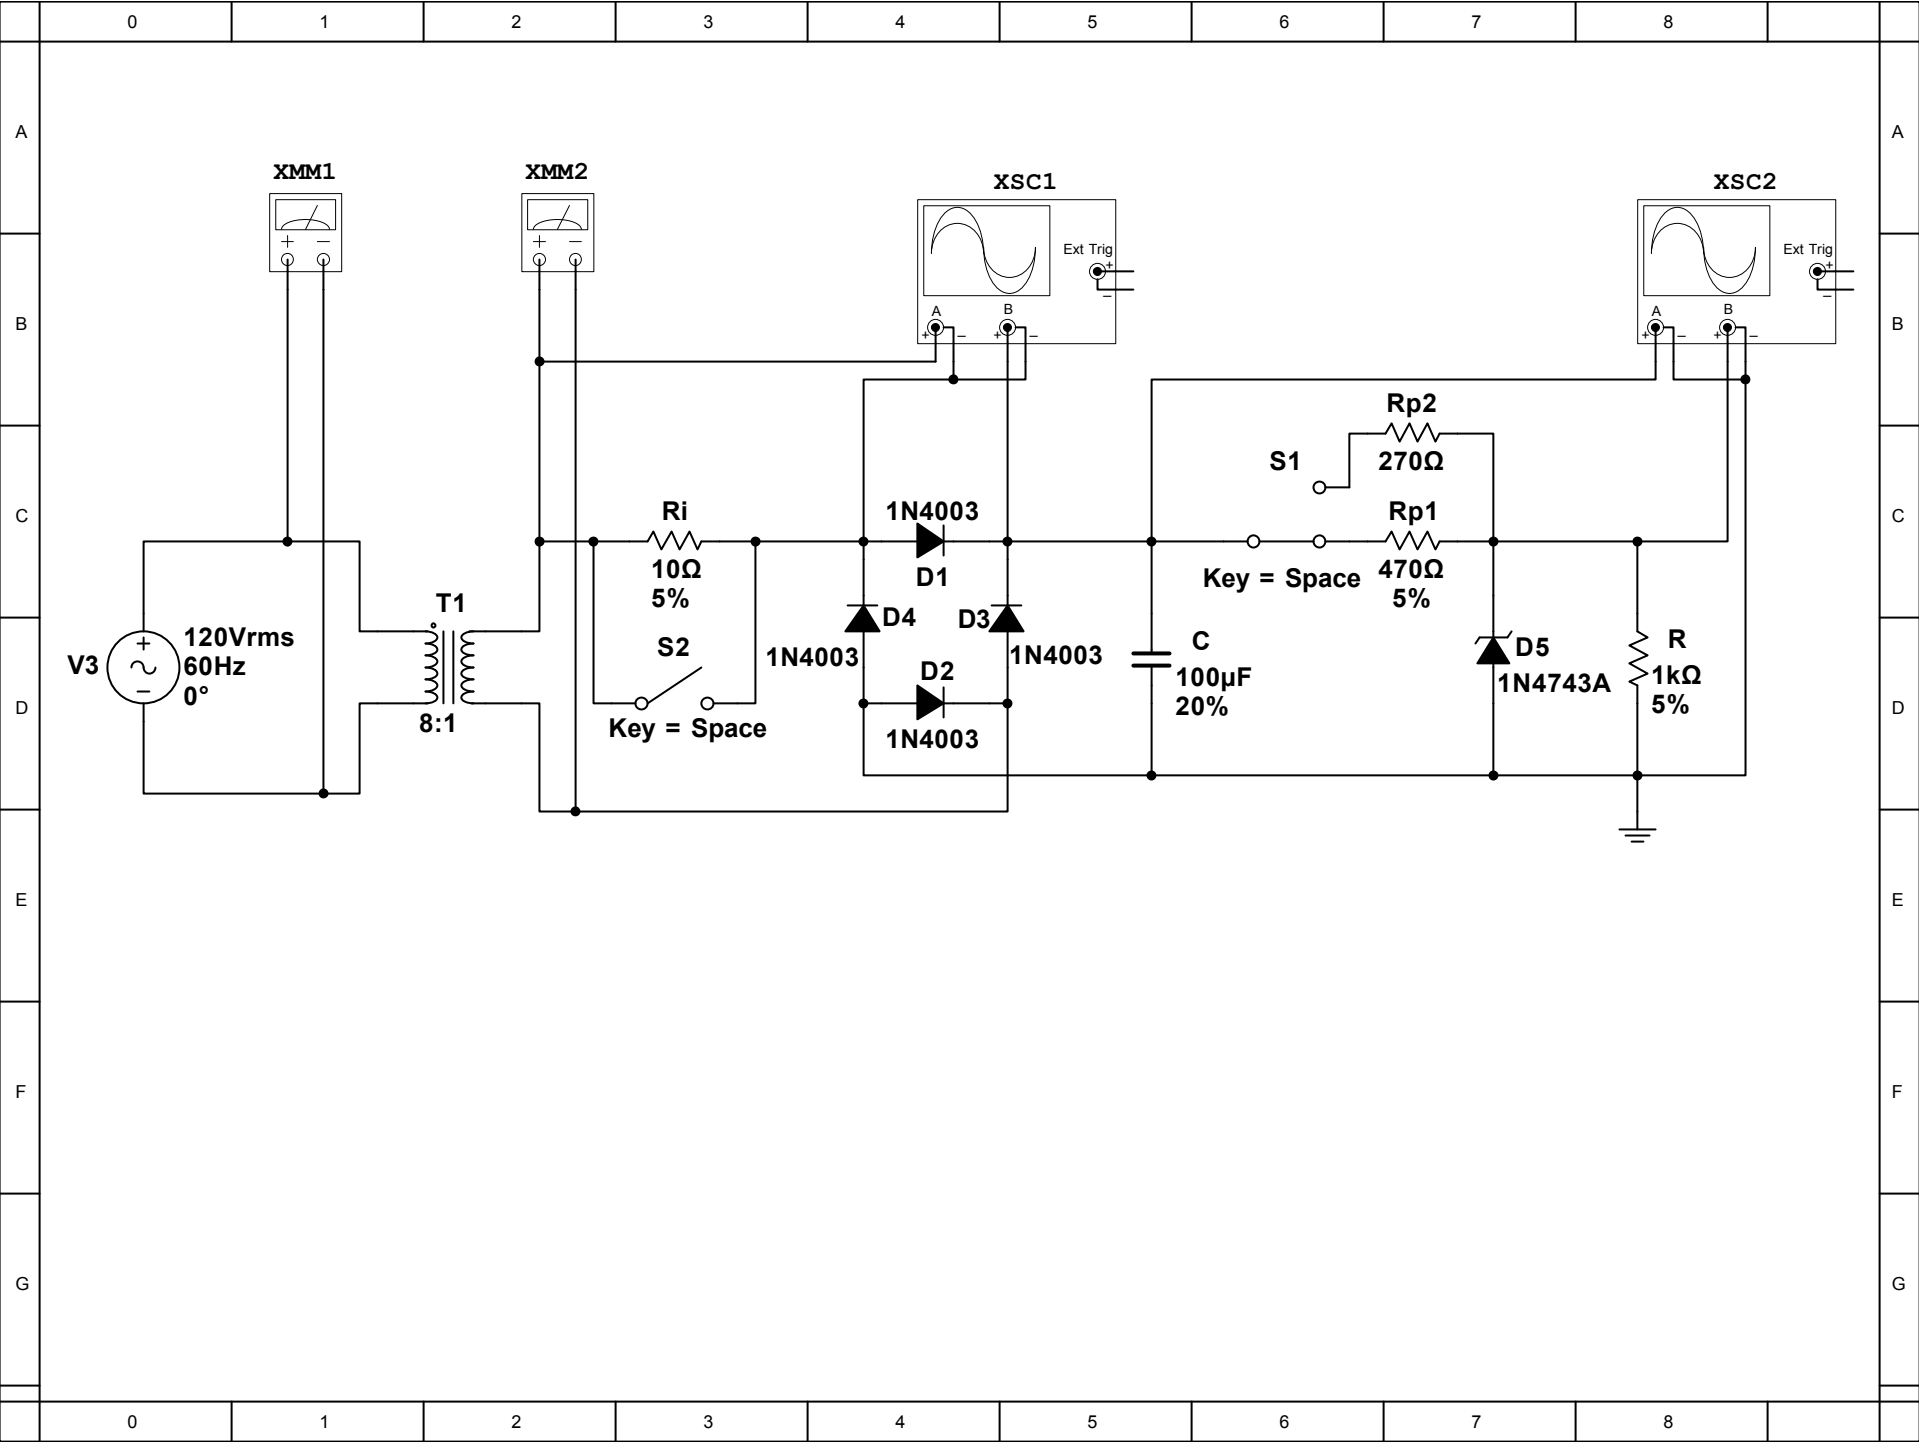 0 1 2 3 4 5 6 7 8
A A
XMM1 XMM2 XSC1 XSC2
+ − + − Ext Trig + − Ext Trig + −
B B
A B A B
+ − + − + − + −
Rp2
S1 270Ω
C C
Ri 1N4003 Rp1
10Ω D1 Key = Space 470Ω
5% 5%
T1 D4 D3
V3 + − 120Vrms
60Hz
0°
S2 1N4003 D2 1N4003 C D5 R
100µF 1N4743A 1kΩ
20% 5%
D D
8:1 Key = Space 1N4003
E E
F F
G G
0 1 2 3 4 5 6 7 8